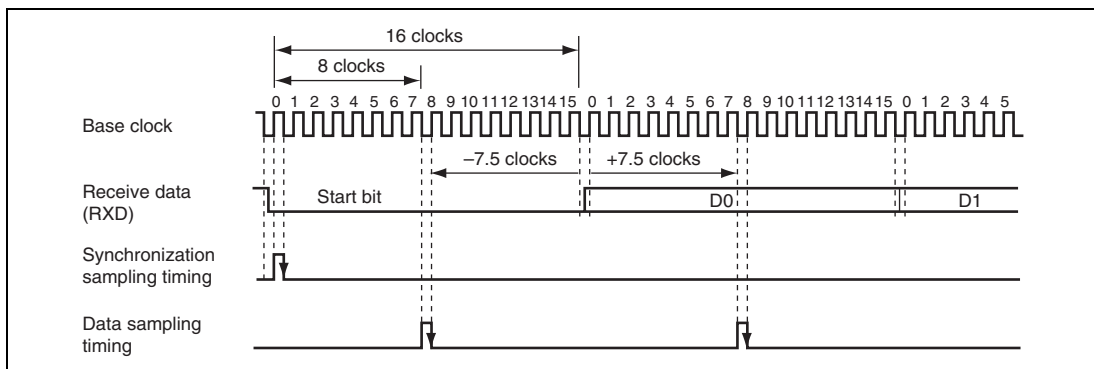 16 clocks
8 clocks
0 1 2 3 4 5 6 7 8 9 10 11 12 13 14 15 0 1 2 3 4 5 6 7 8 9 10 11 12 13 14 15 0 1 2 3 4 5
Base clock
–7.5 clocks +7.5 clocks
Receive data
(RXD)
Start bit D0 D1
Synchronization
sampling timing
Data sampling
timing